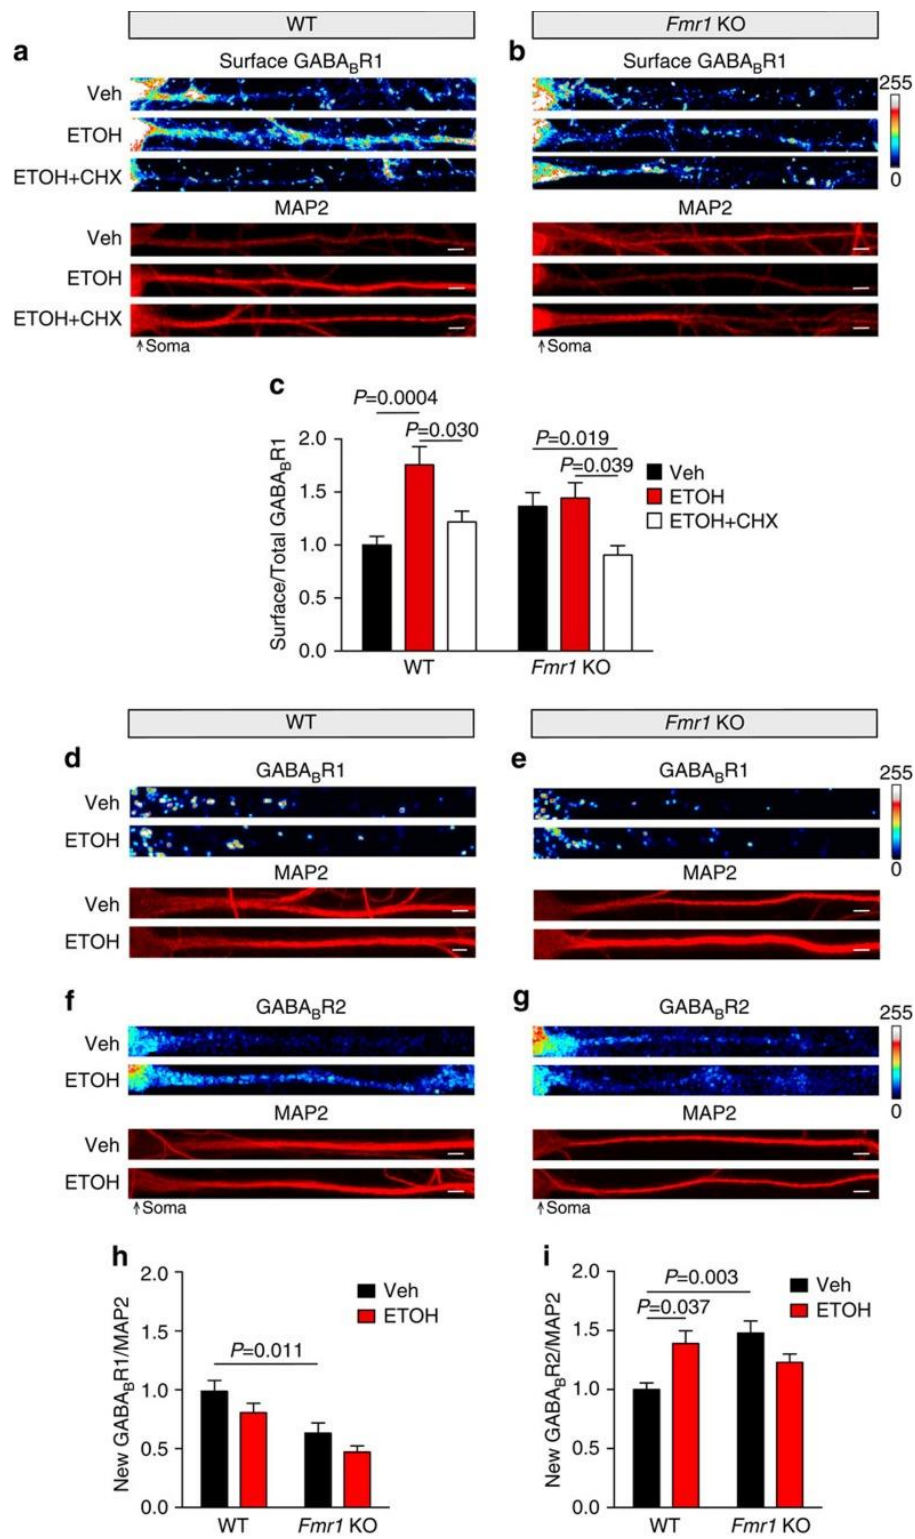 WT
Fmr1 KO
a
b
Surface GABABR1
Surface GABABR1
Veh
ETOH
ETOH+CHX
255
0
MAP2
MAP2
Veh
ETOH
ETOH+CHX
↑Soma
↑Soma
c
P=0.0004
P=0.030
P=0.019
P=0.039
Surface/Total GABABR1
2.0
1.5
1.0
0.5
0.0
Veh
ETOH
ETOH+CHX
WT
Fmr1 KO
WT
Fmr1 KO
d
e
GABABR1
GABABR1
Veh
ETOH
255
0
MAP2
MAP2
Veh
ETOH
f
g
GABABR2
GABABR2
Veh
ETOH
255
0
MAP2
MAP2
Veh
ETOH
↑Soma
↑Soma
h
New GABABR1/MAP2
2.0
1.5
1.0
0.5
0.0
P=0.011
Veh
ETOH
WT
Fmr1 KO
i
New GABABR2/MAP2
2.0
1.5
1.0
0.5
0.0
P=0.003
P=0.037
Veh
ETOH
WT
Fmr1 KO